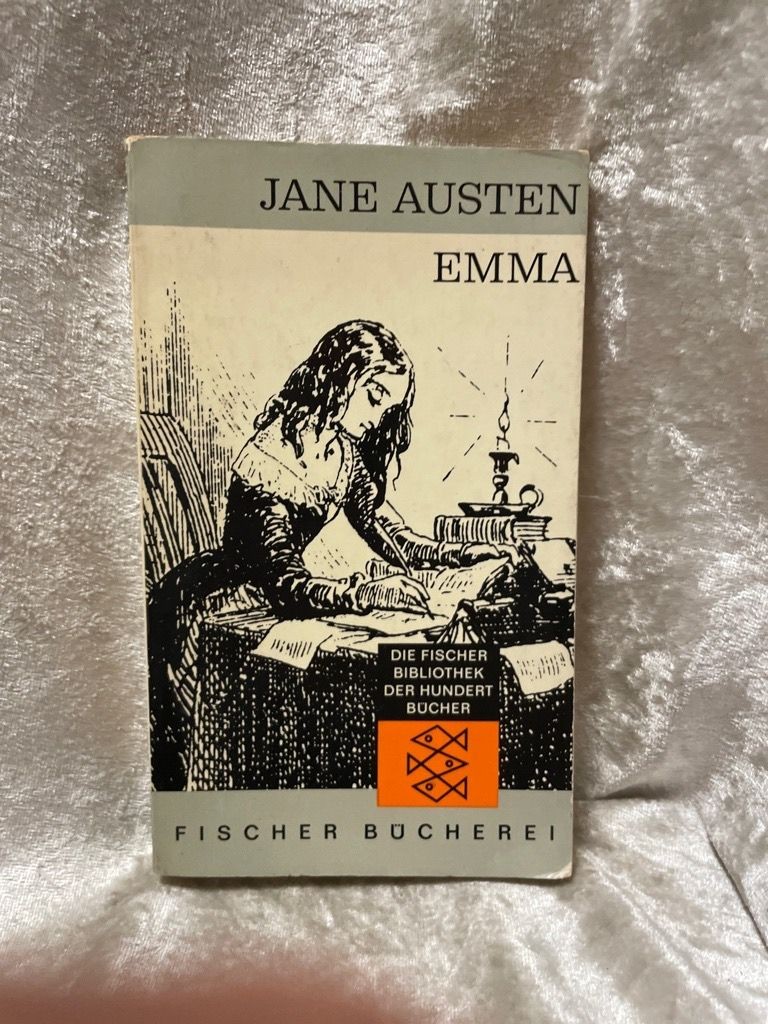 JANE AUSTEN
EMMA
DIE FISCHER
BIBLIOTHEK
DER HUNDERT
BÜCHER
FISCHER BÜCHEREI